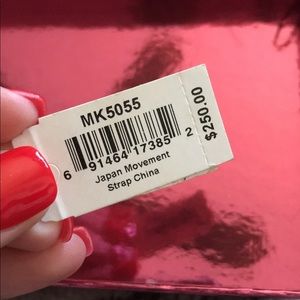 MK5055
6 91464 17385 2
Japan Movement
Strap China
$250.00